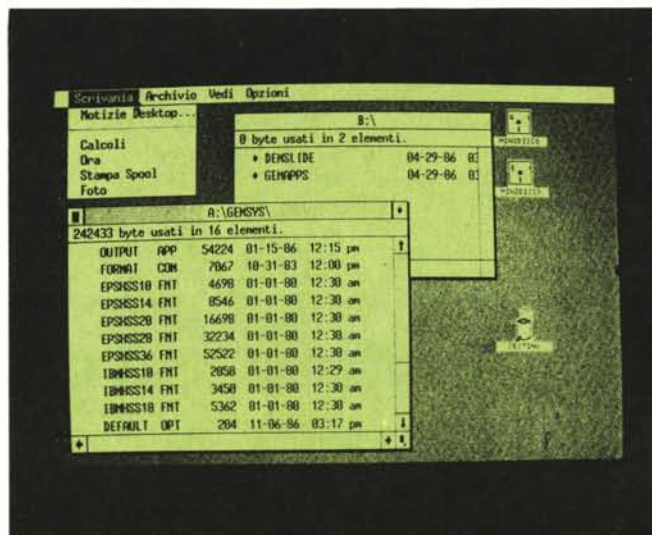 Scrivania Archivio Vedi Opzioni
Notizie Desktop...
Calcoli
Ora
Stampa Spool
Foto
B:\
0 byte usati in 2 elementi.
♦ DEMSLIDE 04-29-86 03
♦ GEMAPPS 04-29-86 03
MINIDISCO
MINIDISCO
CESTINO
A:\GEMSYS\
242433 byte usati in 16 elementi.
OUTPUT APP 54224 01-15-86 12:15 pm
FORMAT COM 7067 10-31-83 12:00 pm
EPSHSS10 FNT 4698 01-01-80 12:30 am
EPSHSS14 FNT 8546 01-01-80 12:30 am
EPSHSS20 FNT 16698 01-01-80 12:30 am
EPSHSS28 FNT 32234 01-01-80 12:30 am
EPSHSS36 FNT 52522 01-01-80 12:30 am
IBMHSS10 FNT 2058 01-01-80 12:29 am
IBMHSS14 FNT 3450 01-01-80 12:30 am
IBMHSS18 FNT 5362 01-01-80 12:30 am
DEFAULT OPT 204 11-06-86 03:17 pm